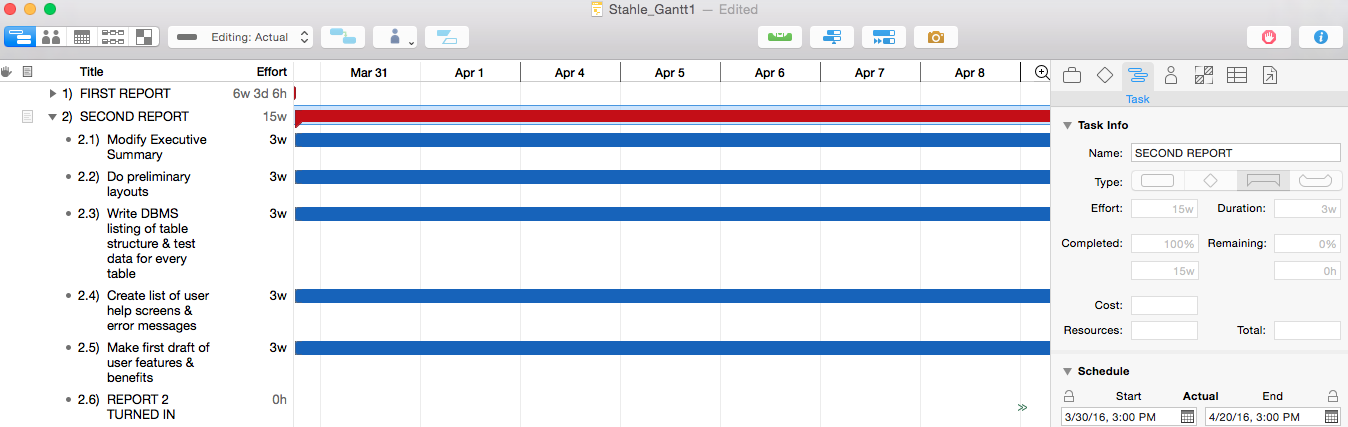 Stahle_Gantt1 — Edited
Editing: Actual
Title Effort Mar 31 Apr 1 Apr 4 Apr 5 Apr 6 Apr 7 Apr 8
1) FIRST REPORT 6w 3d 6h
2) SECOND REPORT 15w
2.1) Modify Executive 3w
Summary
2.2) Do preliminary 3w
layouts
2.3) Write DBMS 3w
listing of table
structure & test
data for every
table
2.4) Create list of user 3w
help screens &
error messages
2.5) Make first draft of 3w
user features &
benefits
2.6) REPORT 2 0h
TURNED IN
Task
Task Info
Name: SECOND REPORT
Type:
Effort: 15w Duration: 3w
Completed: 100% Remaining: 0%
15w 0h
Cost:
Resources: Total:
Schedule
Start Actual End
3/30/16, 3:00 PM 4/20/16, 3:00 PM